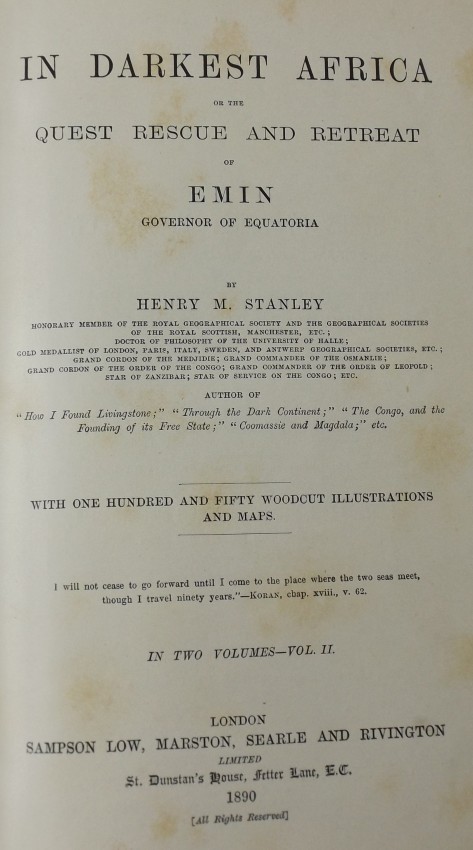 IN DARKEST AFRICA
OR THE
QUEST RESCUE AND RETREAT
OF
EMIN
GOVERNOR OF EQUATORIA
BY
HENRY M. STANLEY
HONORARY MEMBER OF THE ROYAL GEOGRAPHICAL SOCIETY AND THE GEOGRAPHICAL SOCIETIES
OF THE ROYAL SCOTTISH, MANCHESTER, ETC.;
DOCTOR OF PHILOSOPHY OF THE UNIVERSITY OF HALLE;
GOLD MEDALLIST OF LONDON, PARIS, ITALY, SWEDEN, AND ANTWERP GEOGRAPHICAL SOCIETIES, ETC.;
GRAND CORDON OF THE MEDJIDIE; GRAND COMMANDER OF THE OSMANLIE;
GRAND CORDON OF THE ORDER OF THE CONGO; GRAND COMMANDER OF THE ORDER OF LEOPOLD;
STAR OF ZANZIBAR; STAR OF SERVICE ON THE CONGO; ETC.
AUTHOR OF
"How I Found Livingstone;" "Through the Dark Continent;" "The Congo, and the
Founding of its Free State;" "Coomassie and Magdala;" etc.
WITH ONE HUNDRED AND FIFTY WOODCUT ILLUSTRATIONS
AND MAPS.
I will not cease to go forward until I come to the place where the two seas meet,
though I travel ninety years."—KORAN, chap. xviii., v. 62.
IN TWO VOLUMES—VOL. II.
LONDON
SAMPSON LOW, MARSTON, SEARLE AND RIVINGTON
LIMITED
St. Dunstan's House, Fetter Lane, E.C.
1890
[All Rights Reserved]